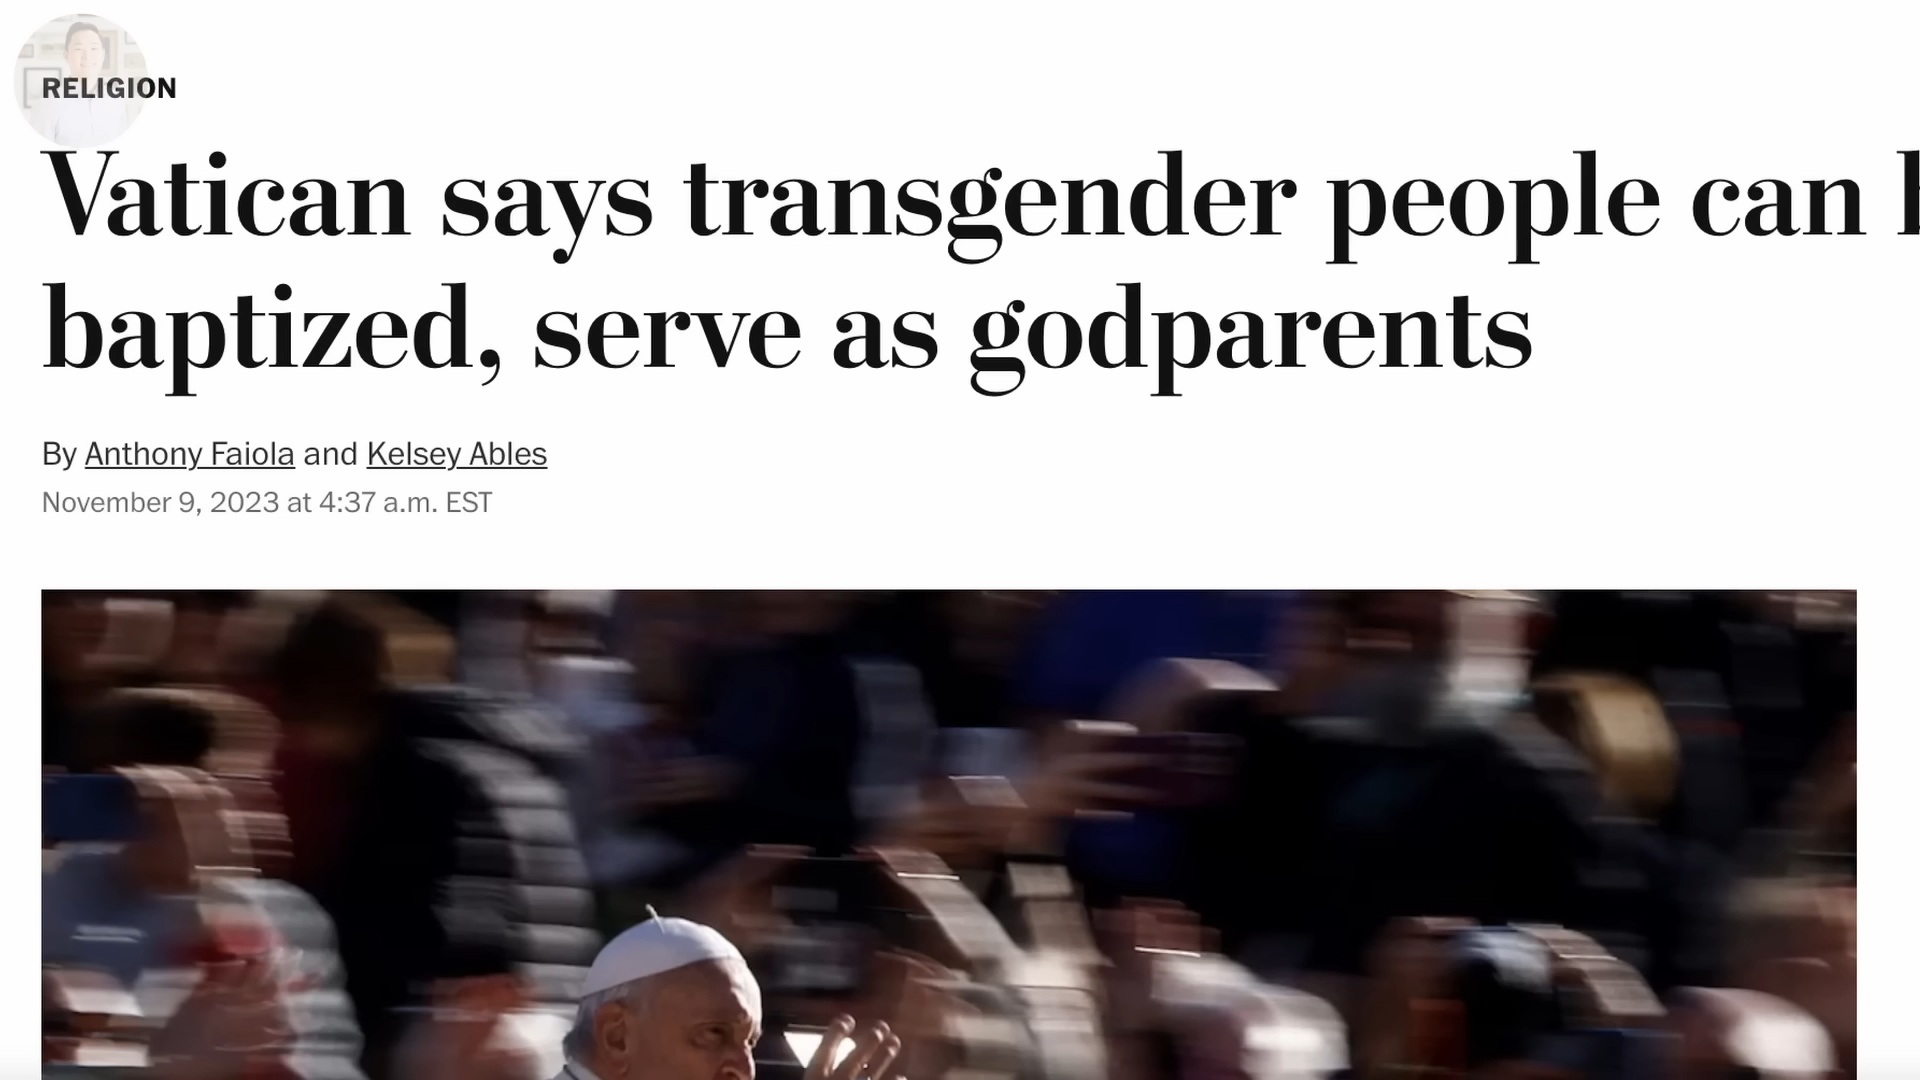 RELIGION
Vatican says transgender people can
baptized, serve as godparents
By Anthony Faiola and Kelsey Ables
November 9, 2023 at 4:37 a.m. EST